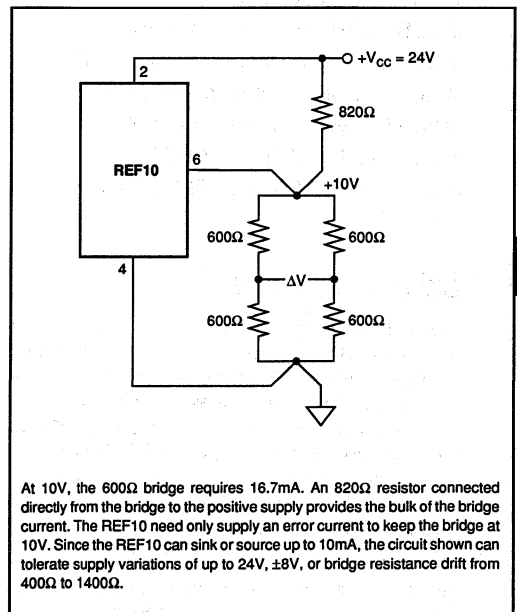 2
+VCC = 24V
820Ω
REF10
6
+10V
600Ω
600Ω
4
ΔV
600Ω
600Ω
At 10V, the 600Ω bridge requires 16.7mA. An 820Ω resistor connected
directly from the bridge to the positive supply provides the bulk of the bridge
current. The REF10 need only supply an error current to keep the bridge at
10V. Since the REF10 can sink or source up to 10mA, the circuit shown can
tolerate supply variations of up to 24V, ±8V, or bridge resistance drift from
400Ω to 1400Ω.